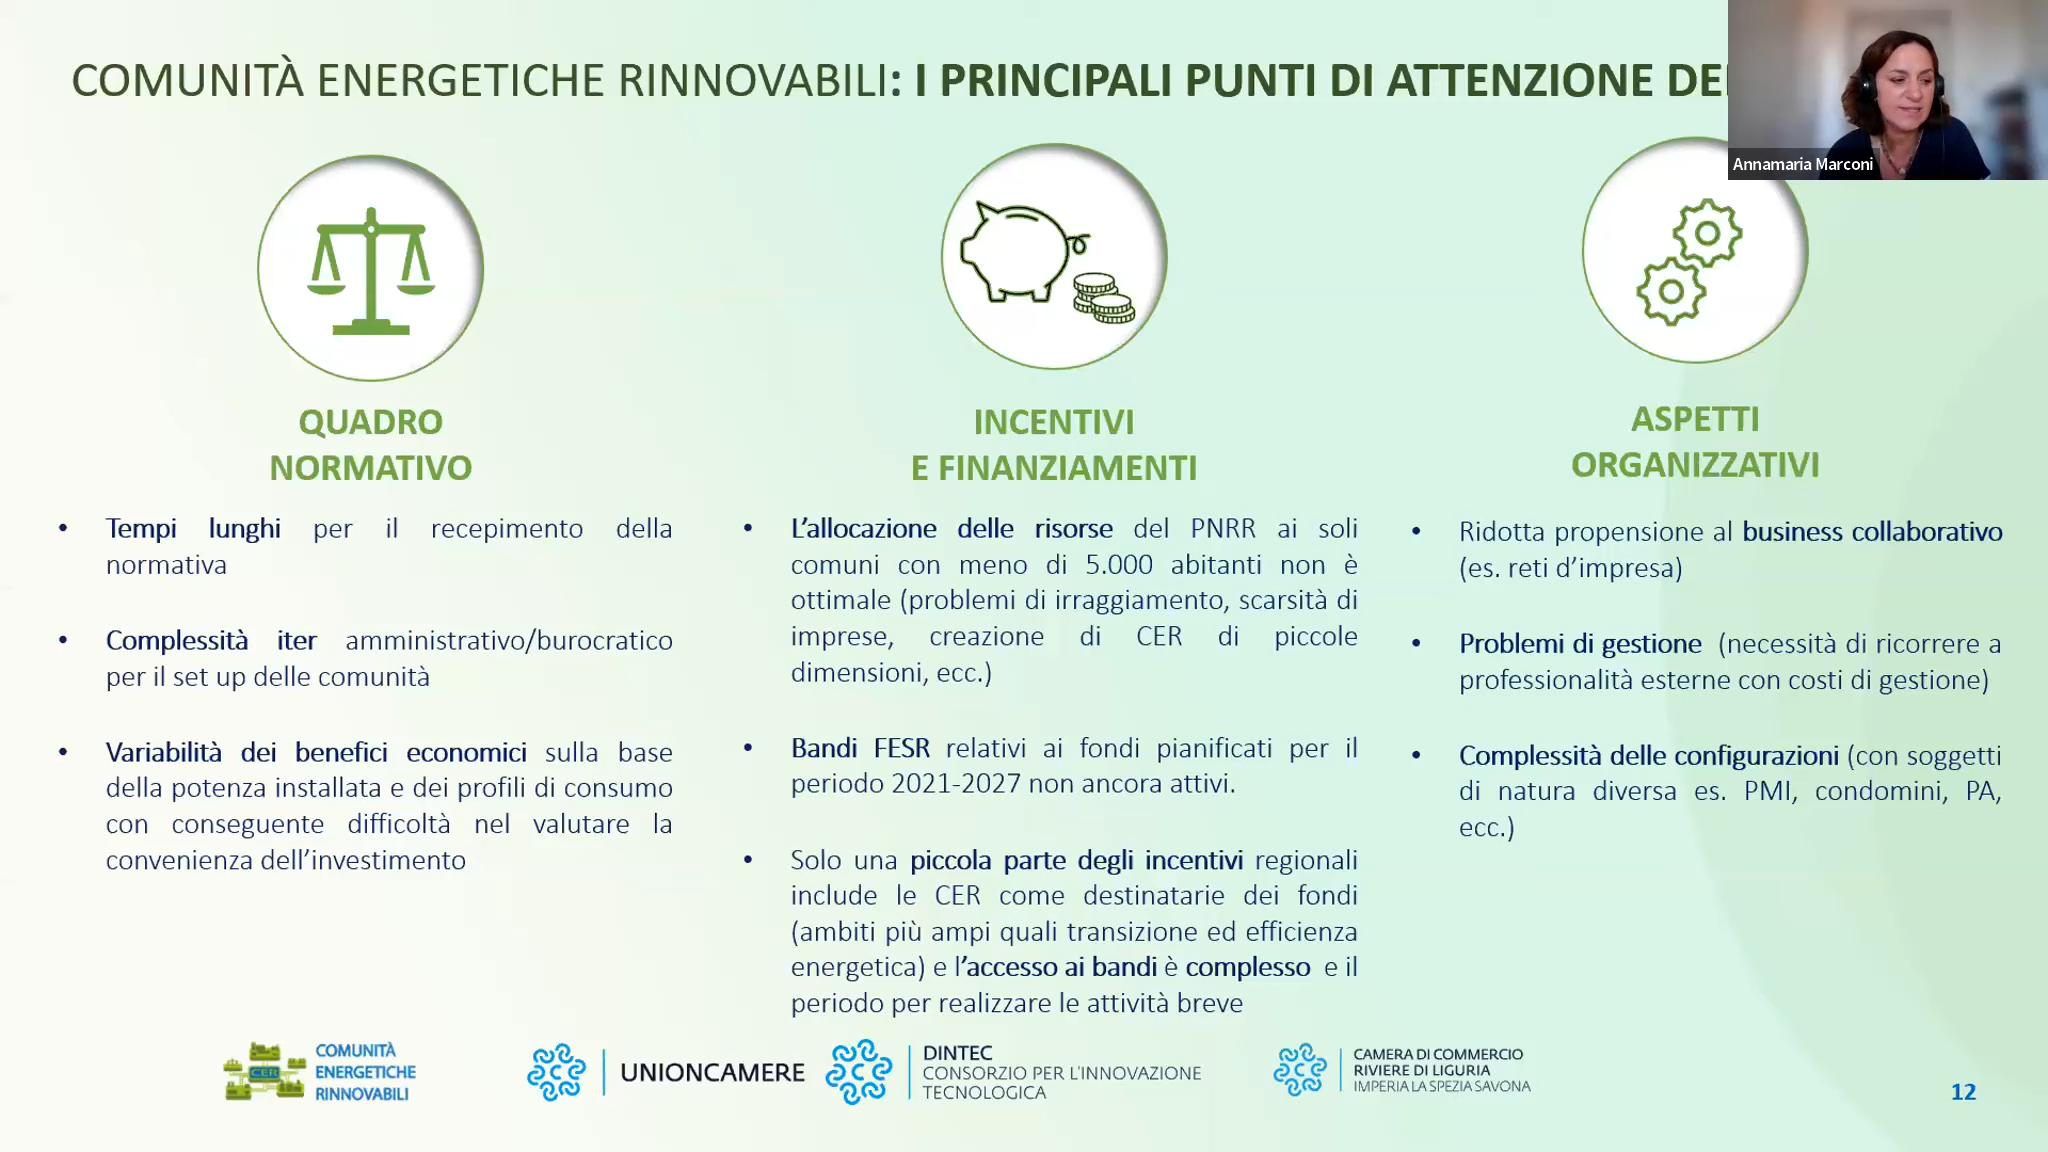 COMUNITÀ ENERGETICHE RINNOVABILI: I PRINCIPALI PUNTI DI ATTENZIONE
Annamaria Marconi
QUADRO
NORMATIVO
• Tempi lunghi per il recepimento della
normativa
• Complessità iter amministrativo/burocratico
per il set up delle comunità
• Variabilità dei benefici economici sulla base
della potenza installata e dei profili di consumo
con conseguente difficoltà nel valutare la
convenienza dell’investimento
INCENTIVI
E FINANZIAMENTI
• L’allocazione delle risorse del PNRR ai soli
comuni con meno di 5.000 abitanti non è
ottimale (problemi di irraggiamento, scarsità di
imprese, creazione di CER di piccole
dimensioni, ecc.)
• Bandi FESR relativi ai fondi pianificati per il
periodo 2021-2027 non ancora attivi.
• Solo una piccola parte degli incentivi regionali
include le CER come destinatarie dei fondi
(ambiti più ampi quali transizione ed efficienza
energetica) e l’accesso ai bandi è complesso e il
periodo per realizzare le attività breve
ASPETTI
ORGANIZZATIVI
• Ridotta propensione al business collaborativo
(es. reti d’impresa)
• Problemi di gestione (necessità di ricorrere a
professionalità esterne con costi di gestione)
• Complessità delle configurazioni (con soggetti
di natura diversa es. PMI, condomini, PA,
ecc.)
CER
COMUNITÀ
ENERGETICHE
RINNOVABILI
UNIONCAMERE
DINTEC
CONSORZIO PER L'INNOVAZIONE
TECNOLOGICA
CAMERA DI COMMERCIO
RIVIERE DI LIGURIA
IMPERIA LA SPEZIA SAVONA
12